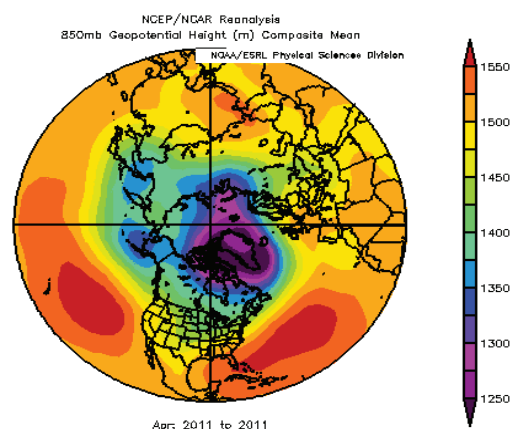 NCEP/NCAR Reanalysis
850mb Geopotential Height (m) Composite Mean
NOAA/ESRL Physical Sciences Division
1550
1500
1450
1400
1350
1300
1250
Apr: 2011 to 2011